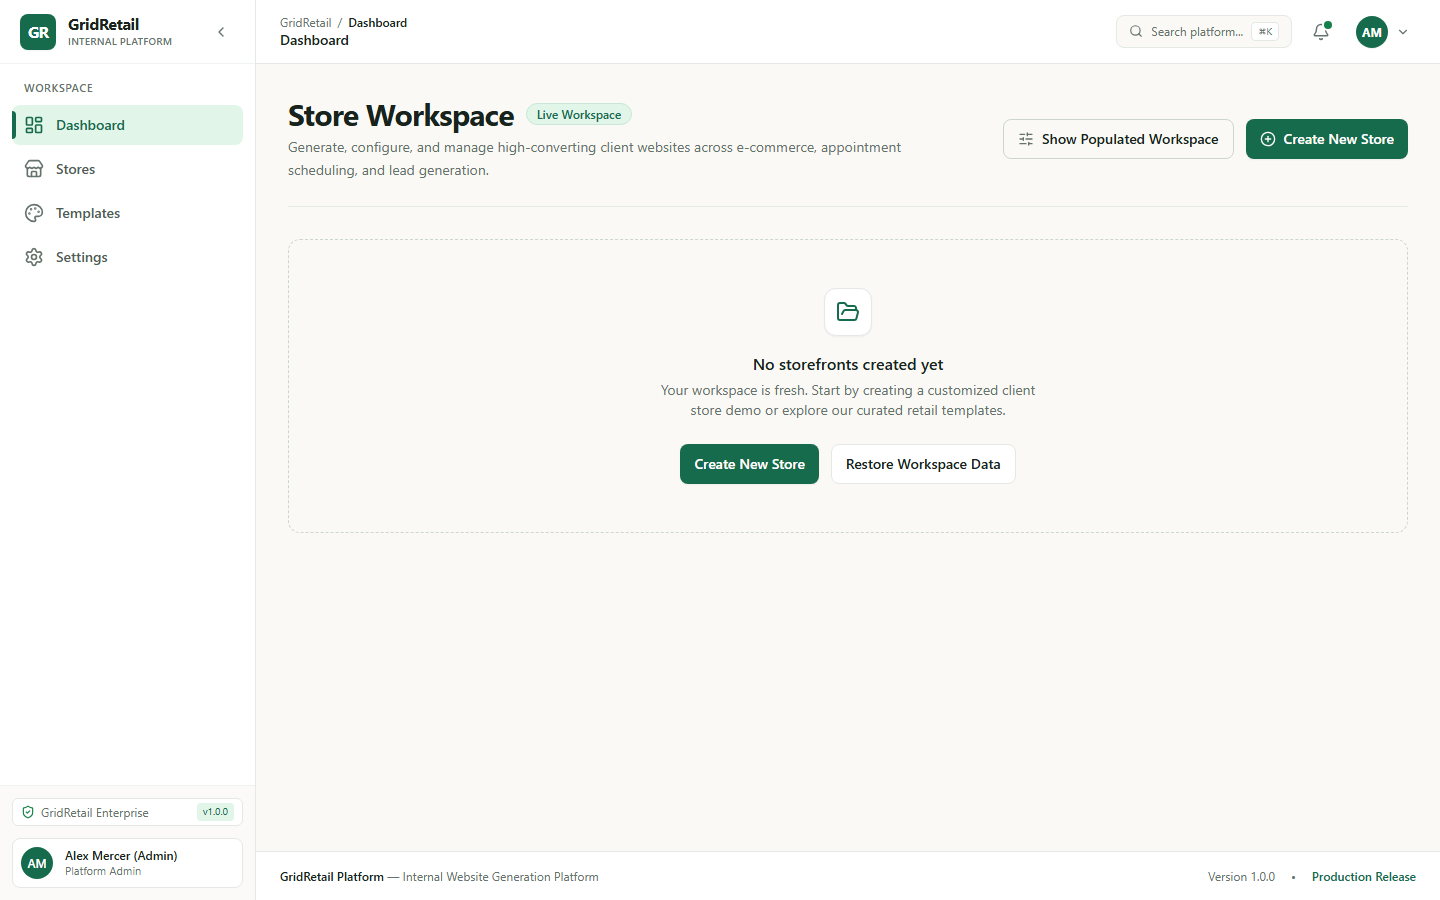 GR
GridRetail
INTERNAL PLATFORM
WORKSPACE
Dashboard
Stores
Templates
Settings
GridRetail Enterprise
v1.0.0
AM
Alex Mercer (Admin)
Platform Admin
GridRetail / Dashboard
Dashboard
Search platform...
⌘K
AM
Store Workspace
Live Workspace
Generate, configure, and manage high-converting client websites across e-commerce, appointment
scheduling, and lead generation.
Show Populated Workspace
Create New Store
No storefronts created yet
Your workspace is fresh. Start by creating a customized client
store demo or explore our curated retail templates.
Create New Store
Restore Workspace Data
GridRetail Platform — Internal Website Generation Platform
Version 1.0.0 • Production Release